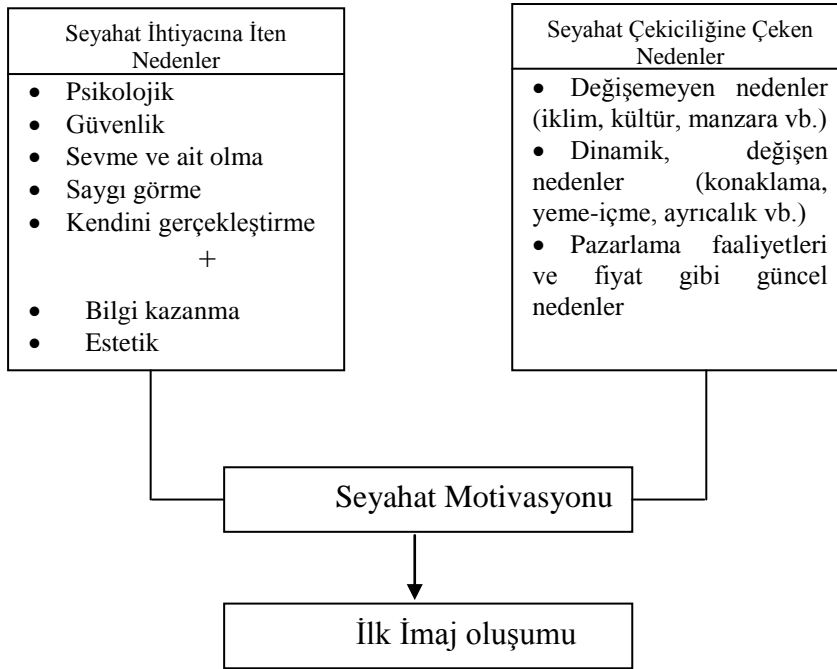 Seyahat İhtiyacına İten
Nedenler
• Psikolojik
• Güvenlik
• Sevme ve ait olma
• Saygı görme
• Kendini gerçekleştirme
+
• Bilgi kazanma
• Estetik
Seyahat Çekiciliğine Çeken
Nedenler
• Değişemeyen nedenler
(iklim, kültür, manzara vb.)
• Dinamik, değişen
nedenler (konaklama,
yeme-içme, ayrıcalık vb.)
• Pazarlama faaliyetleri
ve fiyat gibi güncel
nedenler
Seyahat Motivasyonu
İlk İmaj oluşumu